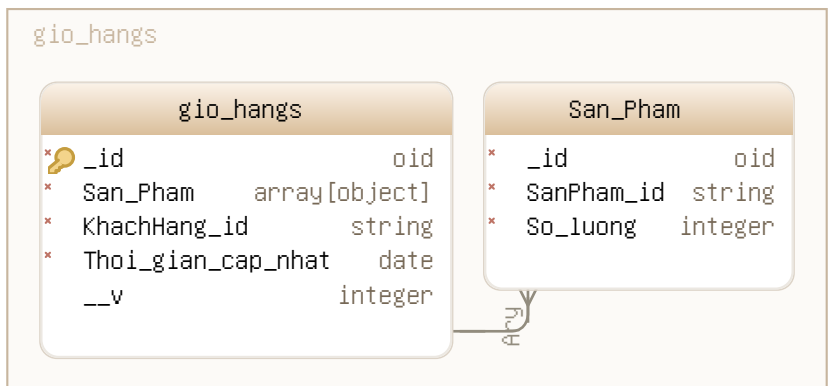 gio_hangs
gio_hangs
* _id oid
* San_Pham array[object]
* KhachHang_id string
* Thoi_gian_cap_nhat date
__v integer
San_Pham
* _id oid
* SanPham_id string
* So_luong integer
Ary